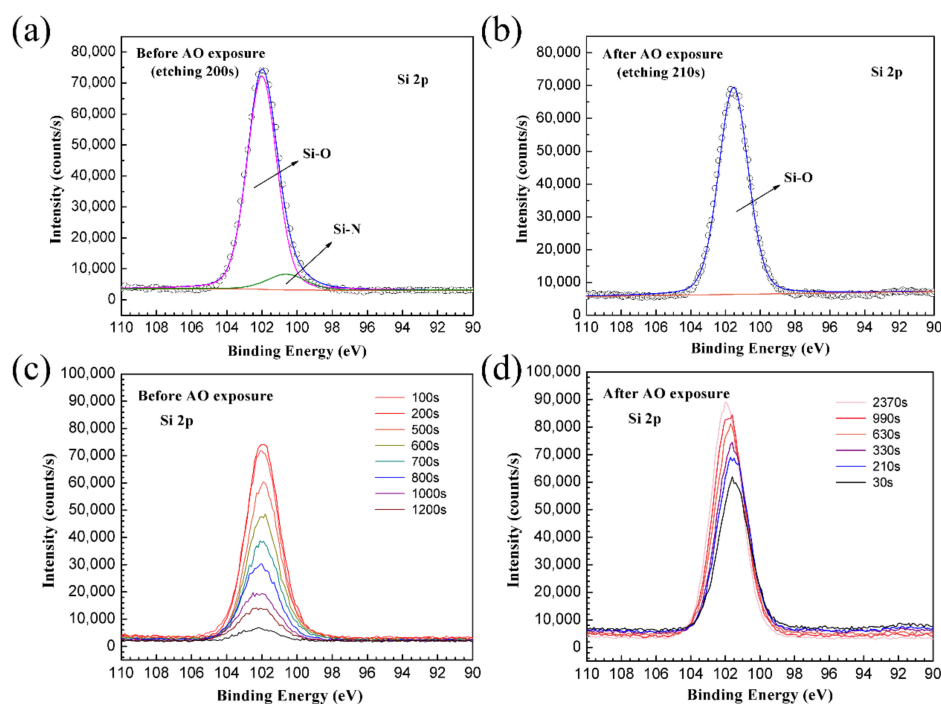 (a)
Before AO exposure
(etching 200s)
Si 2p
Si-O
Si-N
80,000
70,000
60,000
50,000
40,000
30,000
20,000
10,000
0
Intensity (counts/s)
110 108 106 104 102 100 98 96 94 92 90
Binding Energy (eV)
(b)
After AO exposure
(etching 210s)
Si 2p
Si-O
80,000
70,000
60,000
50,000
40,000
30,000
20,000
10,000
0
Intensity (counts/s)
110 108 106 104 102 100 98 96 94 92 90
Binding Energy (eV)
(c)
Before AO exposure
Si 2p
100s
200s
500s
600s
700s
800s
1000s
1200s
100,000
90,000
80,000
70,000
60,000
50,000
40,000
30,000
20,000
10,000
0
Intensity (counts/s)
110 108 106 104 102 100 98 96 94 92 90
Binding Energy (eV)
(d)
After AO exposure
Si 2p
2370s
990s
630s
330s
210s
30s
100,000
90,000
80,000
70,000
60,000
50,000
40,000
30,000
20,000
10,000
0
Intensity (counts/s)
110 108 106 104 102 100 98 96 94 92 90
Binding Energy (eV)